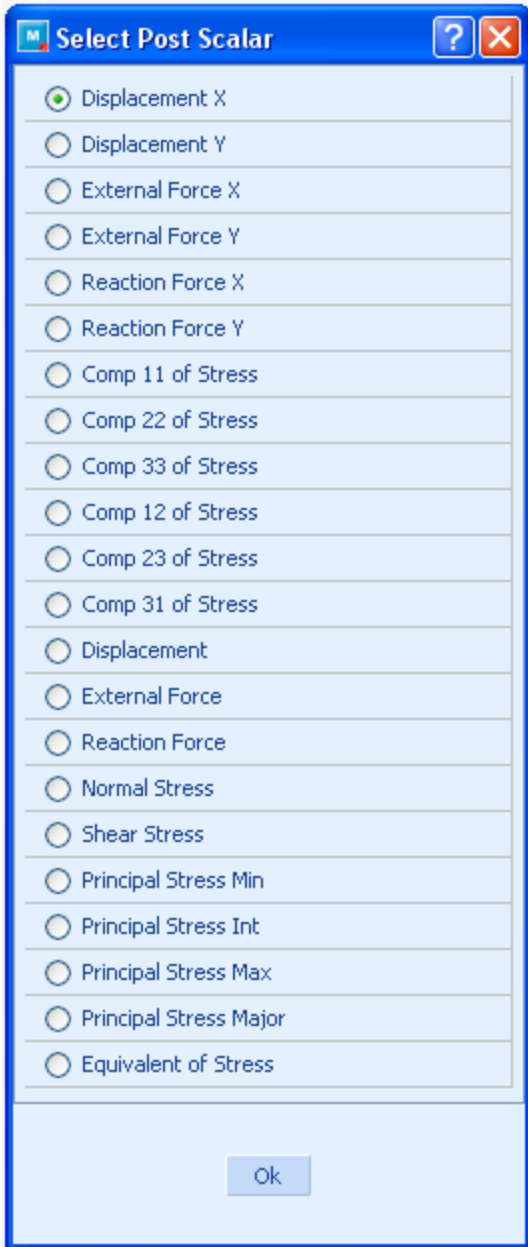 M Select Post Scalar ?
Displacement X
Displacement Y
External Force X
External Force Y
Reaction Force X
Reaction Force Y
Comp 11 of Stress
Comp 22 of Stress
Comp 33 of Stress
Comp 12 of Stress
Comp 23 of Stress
Comp 31 of Stress
Displacement
External Force
Reaction Force
Normal Stress
Shear Stress
Principal Stress Min
Principal Stress Int
Principal Stress Max
Principal Stress Major
Equivalent of Stress
Ok